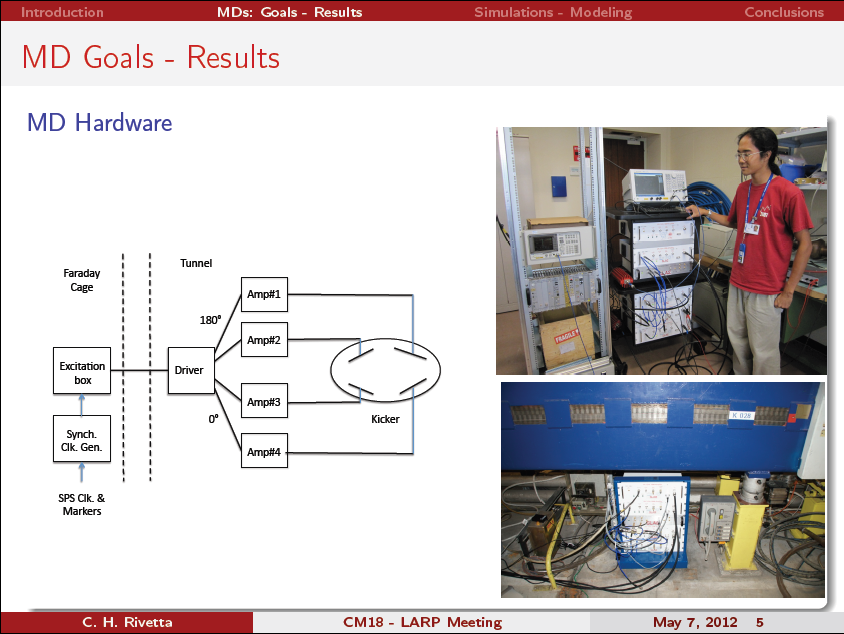 Introduction MDs: Goals - Results Simulations - Modeling Conclusions
MD Goals - Results
MD Hardware
Faraday
Cage
Tunnel
180°
0°
Excitation
box
Synch.
Clk. Gen.
SPS Clk. &
Markers
Driver
Amp#1
Amp#2
Amp#3
Amp#4
Kicker
FRAGILE
C. H. Rivetta CM18 - LARP Meeting May 7, 2012 5